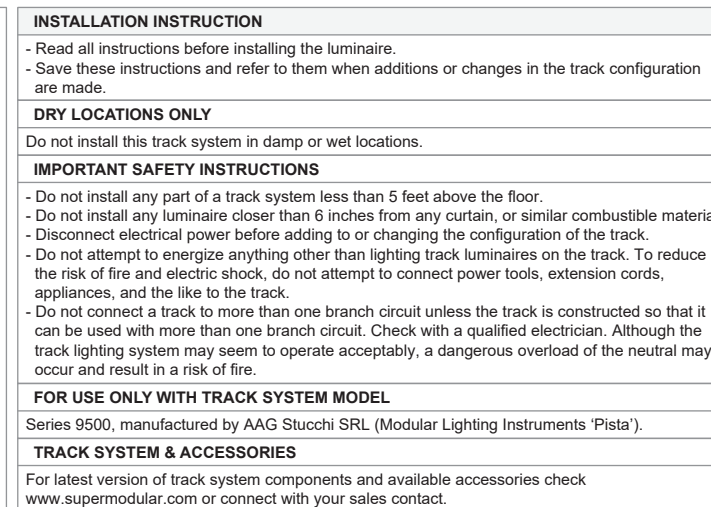 INSTALLATION INSTRUCTION
- Read all instructions before installing the luminaire.
- Save these instructions and refer to them when additions or changes in the track configuration
are made.
DRY LOCATIONS ONLY
Do not install this track system in damp or wet locations.
IMPORTANT SAFETY INSTRUCTIONS
- Do not install any part of a track system less than 5 feet above the floor.
- Do not install any luminaire closer than 6 inches from any curtain, or similar combustible materia
- Disconnect electrical power before adding to or changing the configuration of the track.
- Do not attempt to energize anything other than lighting track luminaires on the track. To reduce
the risk of fire and electric shock, do not attempt to connect power tools, extension cords,
appliances, and the like to the track.
- Do not connect a track to more than one branch circuit unless the track is constructed so that it
can be used with more than one branch circuit. Check with a qualified electrician. Although the
track lighting system may seem to operate acceptably, a dangerous overload of the neutral may
occur and result in a risk of fire.
FOR USE ONLY WITH TRACK SYSTEM MODEL
Series 9500, manufactured by AAG Stucchi SRL (Modular Lighting Instruments ‘Pista’).
TRACK SYSTEM & ACCESSORIES
For latest version of track system components and available accessories check
www.supermodular.com or connect with your sales contact.